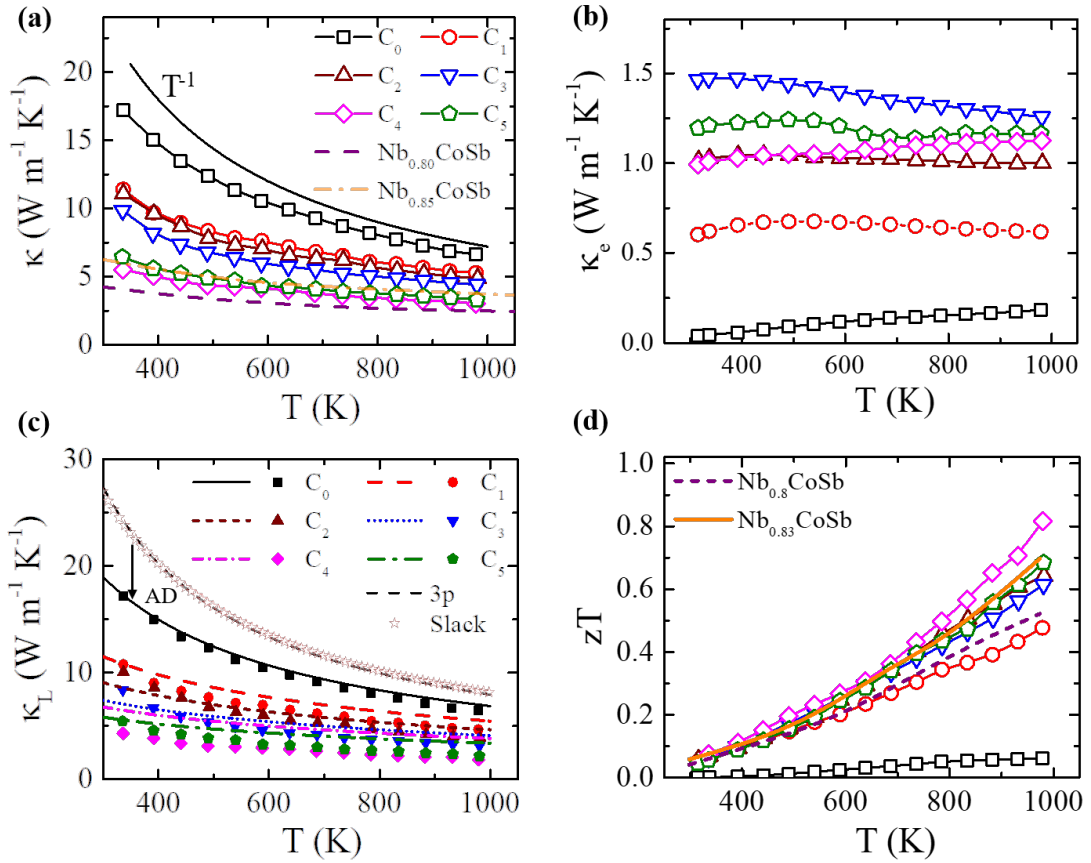 (a)
κ (W m⁻¹ K⁻¹)
20
15
10
5
0
T⁻¹
C₀ C₁
C₂ C₃
C₄ C₅
Nb₀.₈₀CoSb
Nb₀.₈₅CoSb
400 600 800 1000
T (K)
(b)
κₑ (W m⁻¹ K⁻¹)
1.5
1.0
0.5
0.0
400 600 800 1000
T (K)
(c)
κ_L (W m⁻¹ K⁻¹)
30
20
10
0
C₀ C₁
C₂ C₃
C₄ C₅
3p
Slack
AD
400 600 800 1000
T (K)
(d)
zT
1.0
0.8
0.6
0.4
0.2
0.0
Nb₀.₈CoSb
Nb₀.₈₃CoSb
400 600 800 1000
T (K)